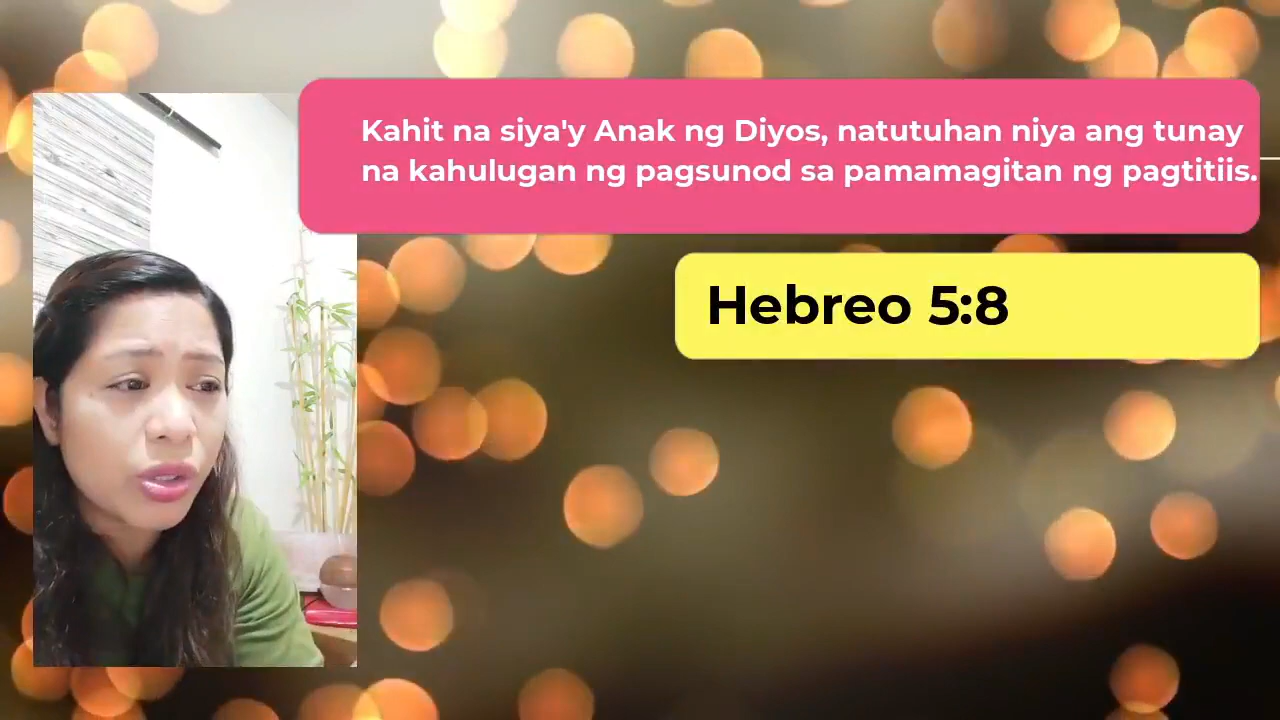 Kahit na siya'y Anak ng Diyos, natutuhan niya ang tunay
na kahulugan ng pagsunod sa pamamagitan ng pagtitiis.
Hebreo 5:8